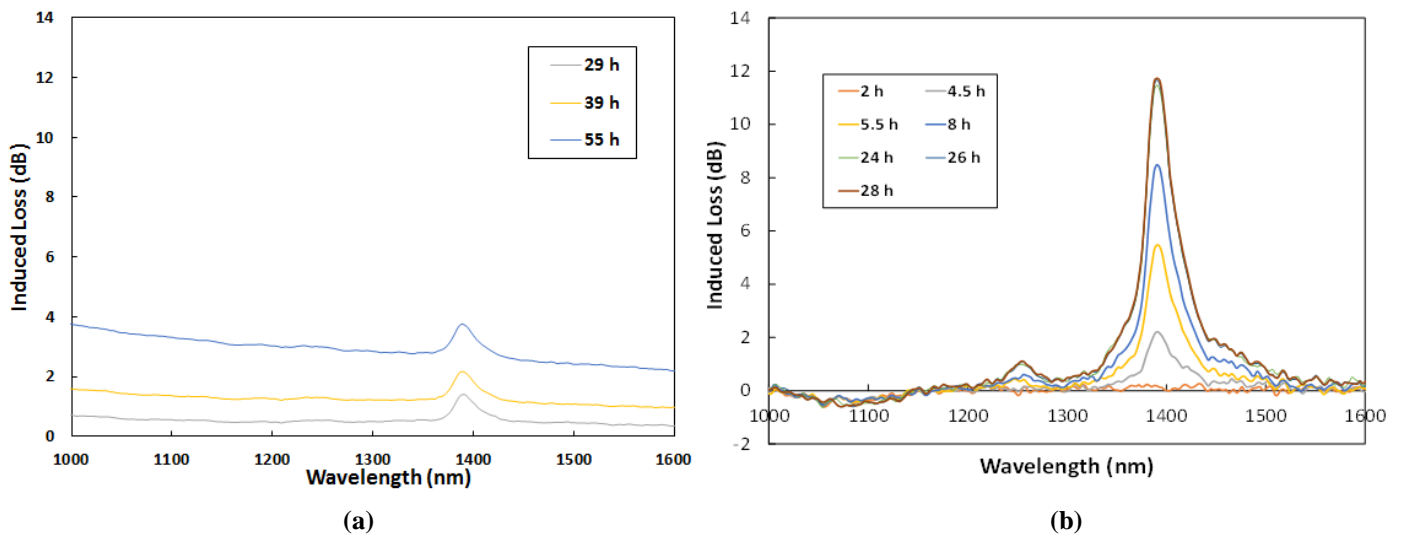 14
12
10
8
6
4
2
0
Induced Loss (dB)
29 h
39 h
55 h
1000 1100 1200 1300 1400 1500 1600
Wavelength (nm)
(a)
14
12
10
8
6
4
2
0
-2
Induced Loss (dB)
2 h 4.5 h
5.5 h 8 h
24 h 26 h
28 h
1000 1100 1200 1300 1400 1500 1600
Wavelength (nm)
(b)